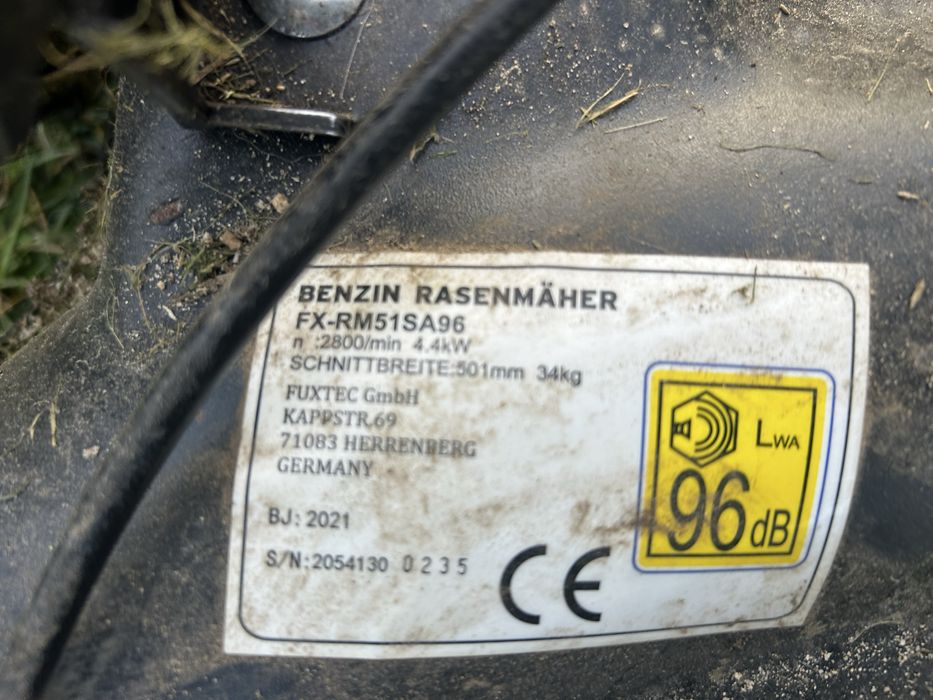 BENZIN RASENMÄHER
FX-RM51SA96
n :2800/min 4.4kW
SCHNITTBREITE:501mm 34kg
FUXTEC GmbH
KAPPSTR.69
71083 HERRENBERG
GERMANY
BJ: 2021
S/N:2054130 0235
CE
LWA
96dB